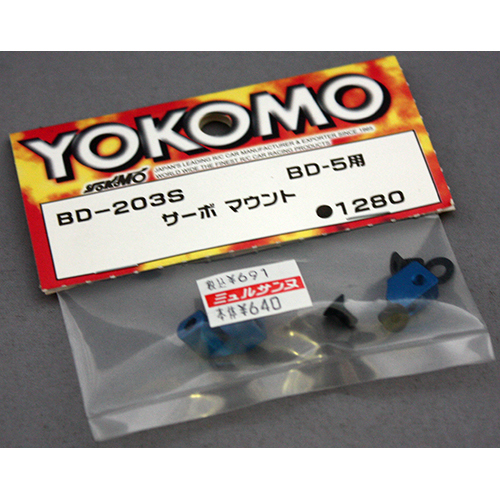 YOKOMO
YOKOMO
JAPAN'S LEADING R/C CAR MANUFACTURER & EXPORTER SINCE
WORLD WIDE THE FINEST R/C CAR RACING PRODUCTS
BD-203S BD-5用
サーボ マウント ●1280
税込¥691
ミュルサンヌ
本体¥640